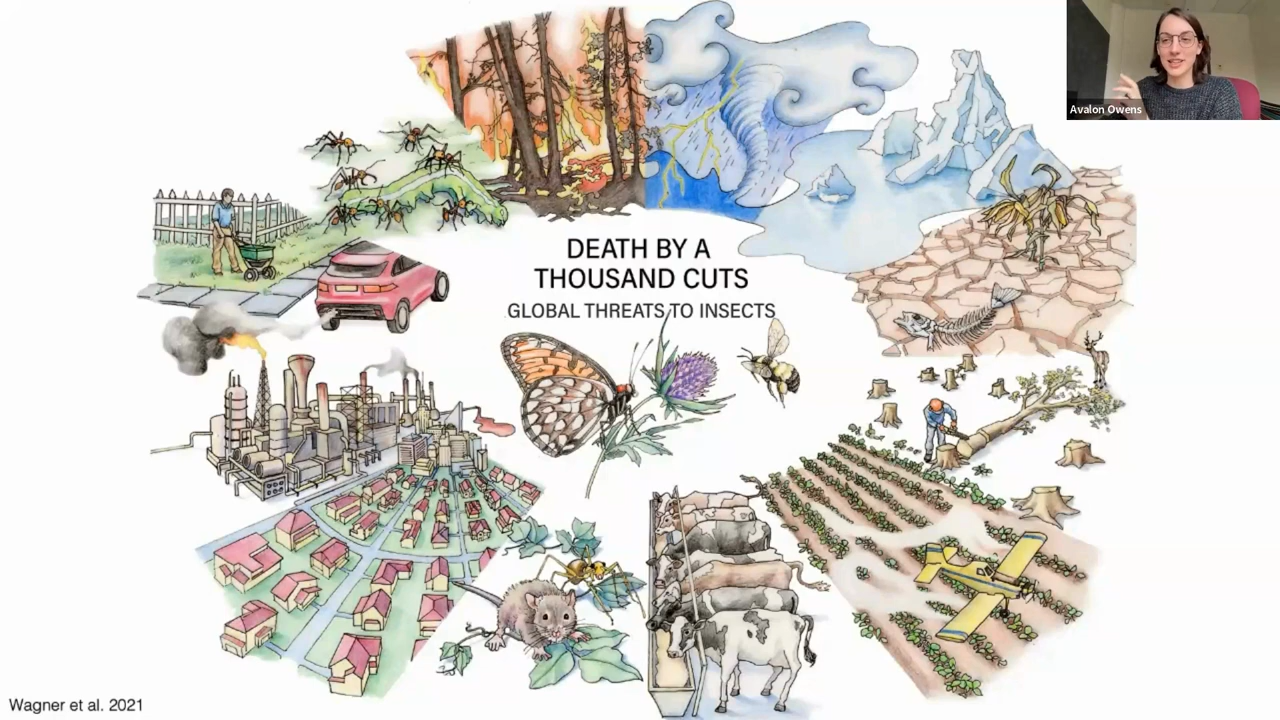 Avalon Owens
DEATH BY A
THOUSAND CUTS
GLOBAL THREATS TO INSECTS
Wagner et al. 2021